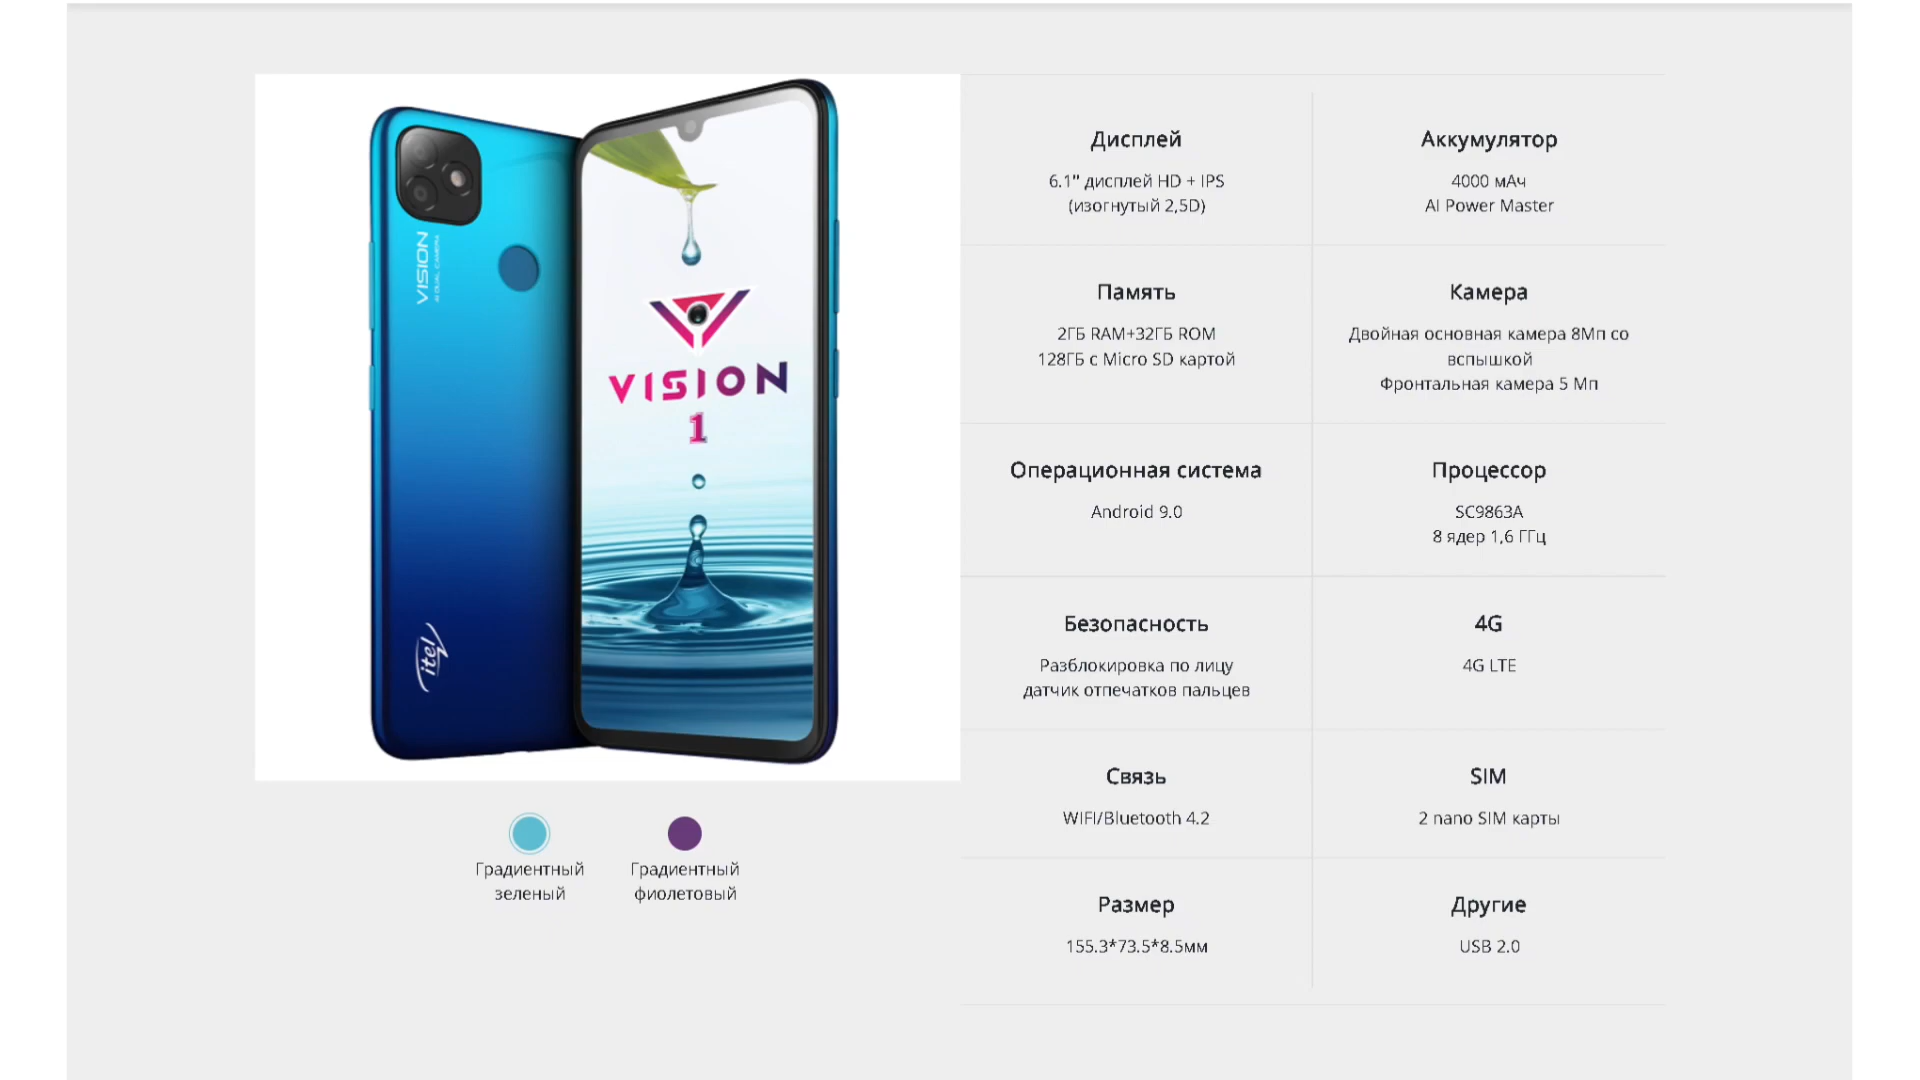 VISION
AI DUAL CAMERA
itel
VISION
1
Градиентный
зеленый
Градиентный
фиолетовый
Дисплей
6.1" дисплей HD + IPS
(изогнутый 2,5D)
Аккумулятор
4000 мАч
AI Power Master
Память
2ГБ RAM+32ГБ ROM
128ГБ с Micro SD картой
Камера
Двойная основная камера 8Мп со
вспышкой
Фронтальная камера 5 Мп
Операционная система
Android 9.0
Процессор
SC9863A
8 ядер 1,6 ГГц
Безопасность
Разблокировка по лицу
датчик отпечатков пальцев
4G
4G LTE
Связь
WIFI/Bluetooth 4.2
SIM
2 nano SIM карты
Размер
155.3*73.5*8.5мм
Другие
USB 2.0